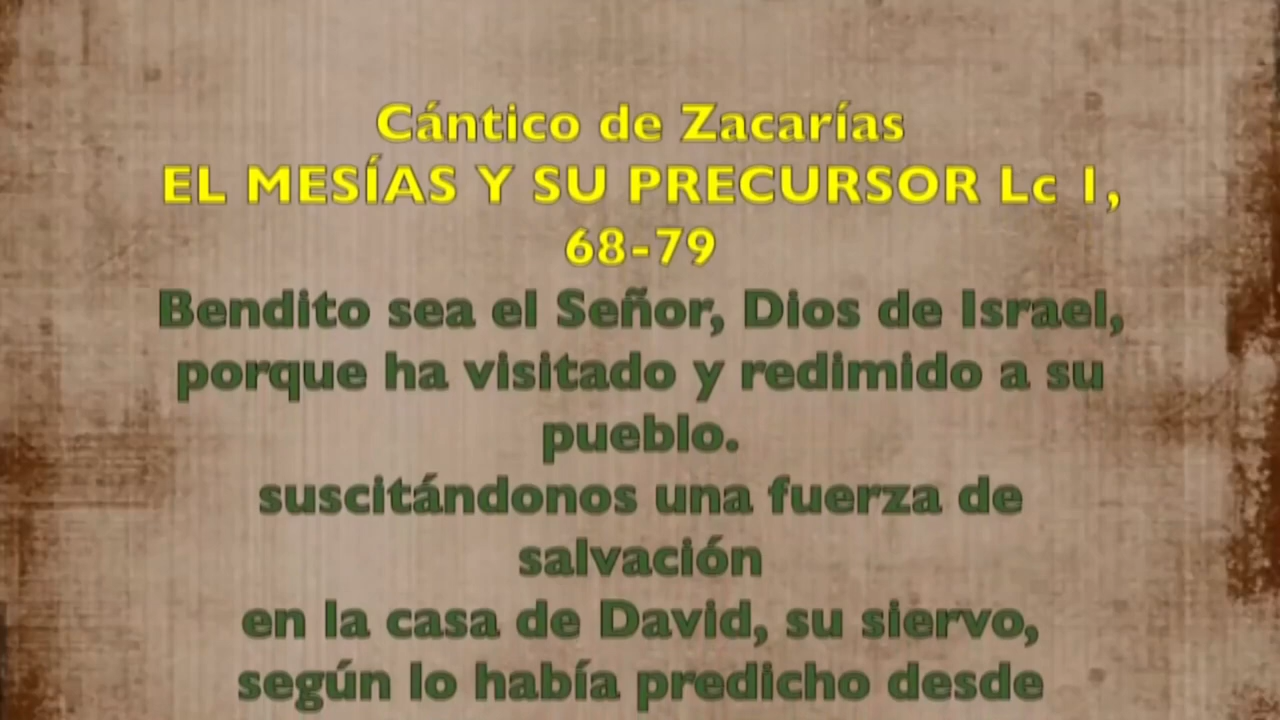 Cántico de Zacarías
EL MESÍAS Y SU PRECURSOR Lc 1,
68-79
Bendito sea el Señor, Dios de Israel,
porque ha visitado y redimido a su
pueblo.
suscitándonos una fuerza de
salvación
en la casa de David, su siervo,
según lo había predicho desde